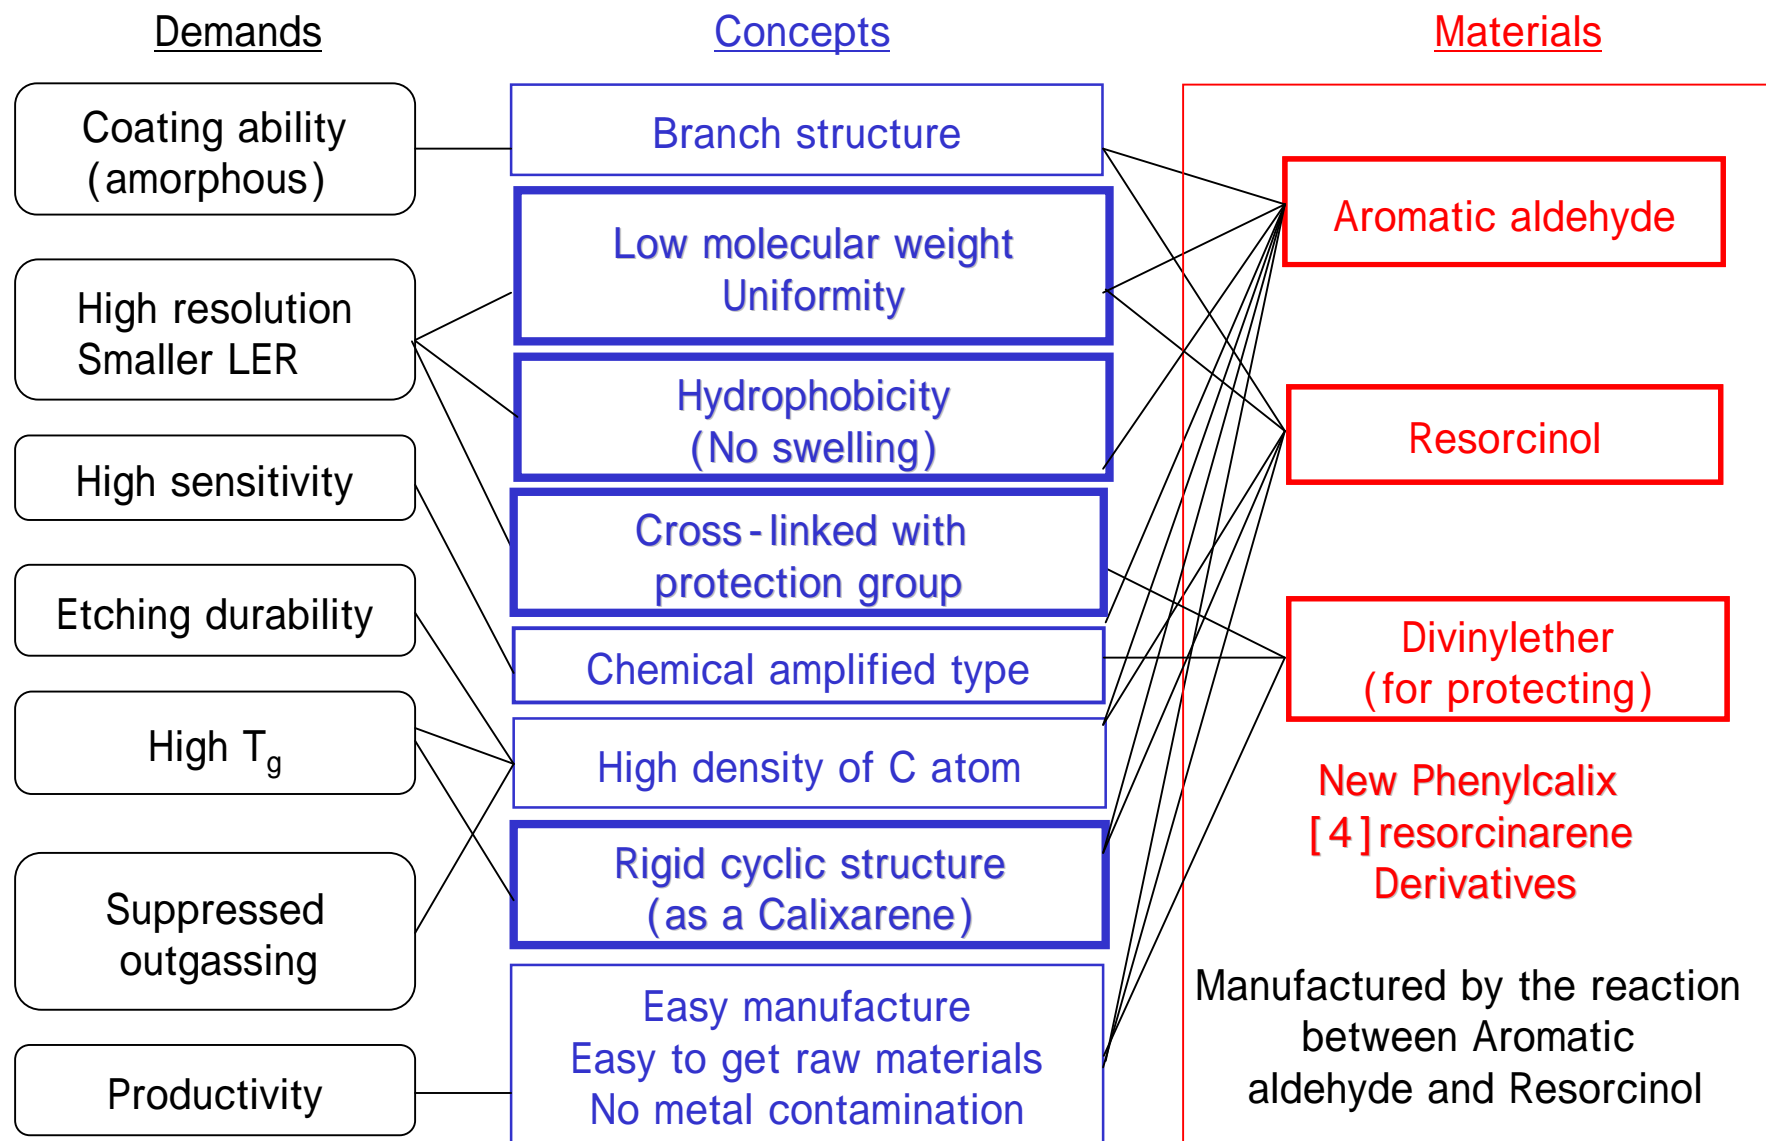 Demands
Concepts
Materials
Coating ability
(amorphous)
High resolution
Smaller LER
High sensitivity
Etching durability
High Tg
Suppressed
outgassing
Productivity
Branch structure
Low molecular weight
Uniformity
Hydrophobicity
(No swelling)
Cross-linked with
protection group
Chemical amplified type
High density of C atom
Rigid cyclic structure
(as a Calixarene)
Easy manufacture
Easy to get raw materials
No metal contamination
Aromatic aldehyde
Resorcinol
Divinylether
(for protecting)
New Phenylcalix
[4]resorcinarene
Derivatives
Manufactured by the reaction
between Aromatic
aldehyde and Resorcinol